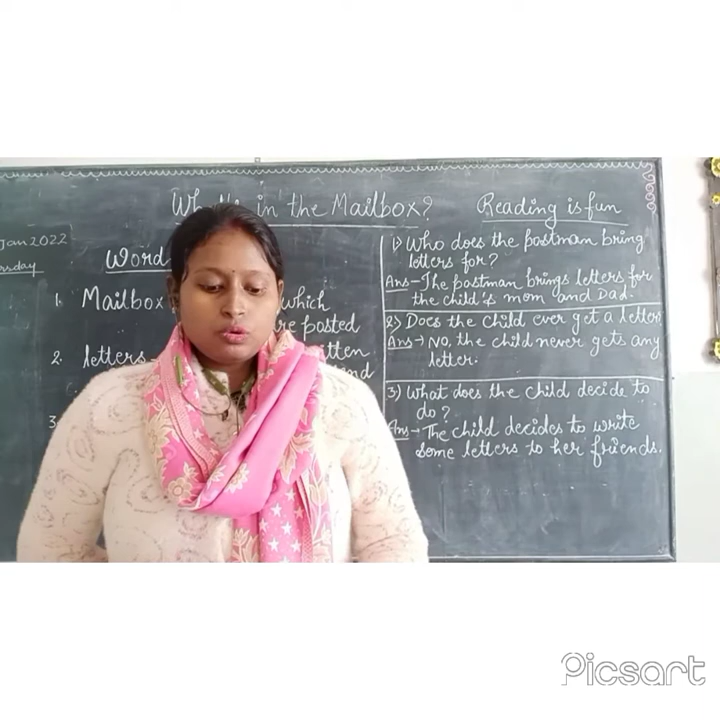 What's in the Mailbox?
Reading is fun
Jan 2022
Word
1. Mailbox which
are posted
2. letters-
3
1) Who does the postman bring
letters for?
Ans- The postman brings letters for
the child's mom and Dad.
2) Does the child ever get a letter
Ans→ No, the child never gets any
letter.
3) What does the child decide to
do?
Ans- The child decides to write
some letters to her friends.
Picsart